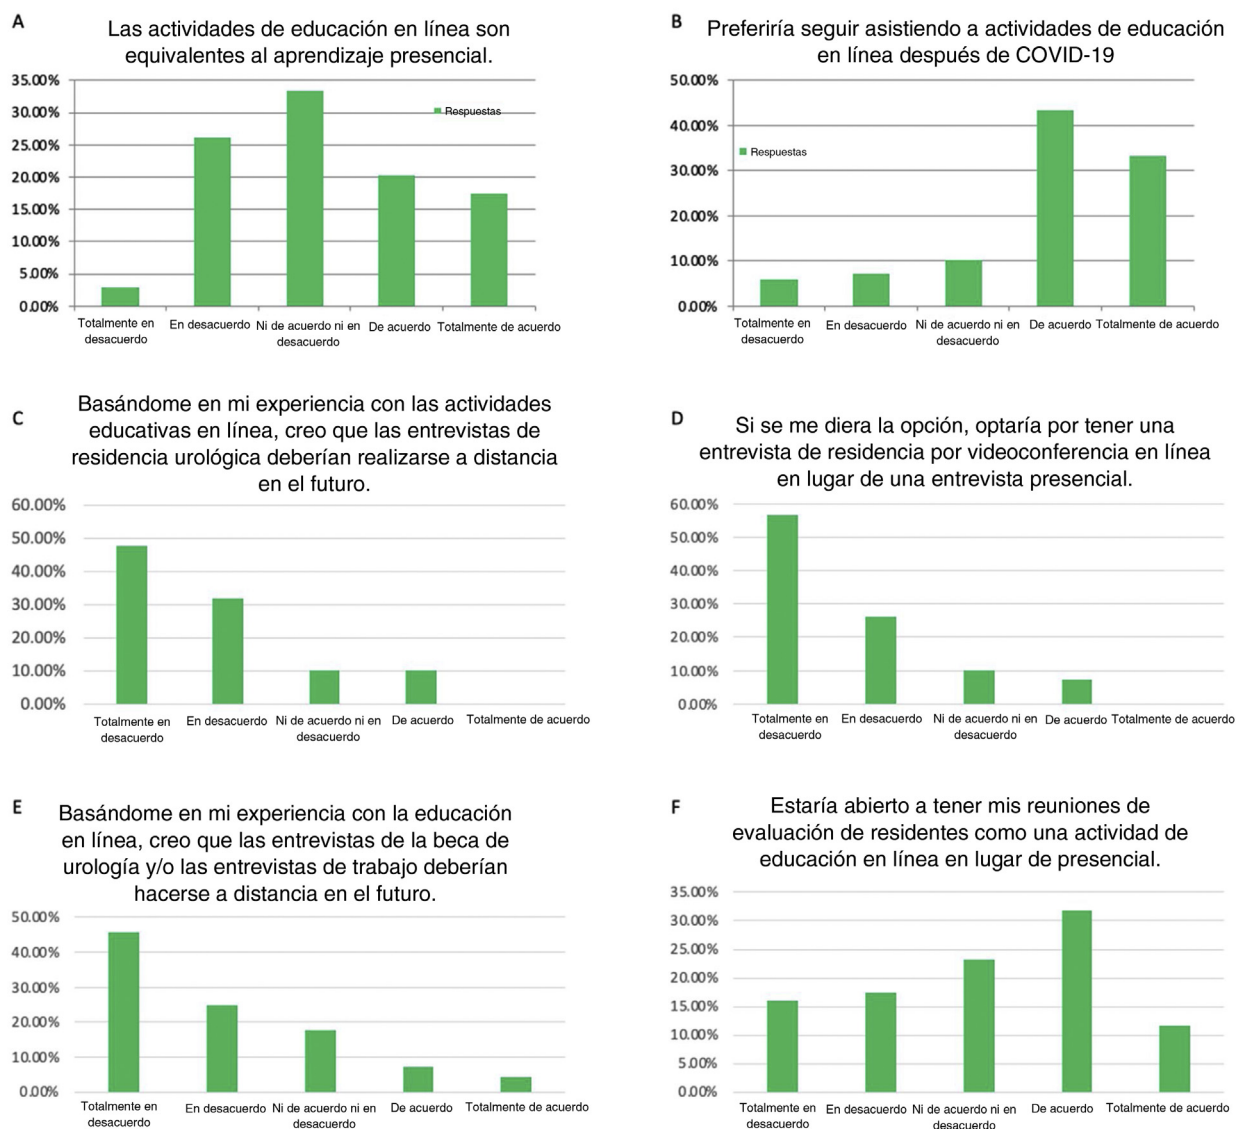 A
Las actividades de educación en línea son
equivalentes al aprendizaje presencial.
35.00%
30.00%
25.00%
20.00%
15.00%
10.00%
5.00%
0.00%
Respuestas
Totalmente en
desacuerdo
En desacuerdo
Ni de acuerdo ni en
desacuerdo
De acuerdo
Totalmente de acuerdo
B
Preferiría seguir asistiendo a actividades de educación
en línea después de COVID-19
50.00%
40.00%
30.00%
20.00%
10.00%
0.00%
Respuestas
Totalmente en
desacuerdo
En desacuerdo
Ni de acuerdo ni en
desacuerdo
De acuerdo
Totalmente de acuerdo
C
Basándome en mi experiencia con las actividades
educativas en línea, creo que las entrevistas de
residencia urológica deberían realizarse a distancia
en el futuro.
60.00%
50.00%
40.00%
30.00%
20.00%
10.00%
0.00%
Totalmente en
desacuerdo
En desacuerdo
Ni de acuerdo ni en
desacuerdo
De acuerdo
Totalmente de acuerdo
D
Si se me diera la opción, optaría por tener una
entrevista de residencia por videoconferencia en línea
en lugar de una entrevista presencial.
60.00%
50.00%
40.00%
30.00%
20.00%
10.00%
0.00%
Totalmente en
desacuerdo
En desacuerdo
Ni de acuerdo ni en
desacuerdo
De acuerdo
Totalmente de acuerdo
E
Basándome en mi experiencia con la educación
en línea, creo que las entrevistas de la beca de
urología y/o las entrevistas de trabajo deberían
hacerse a distancia en el futuro.
50.00%
40.00%
30.00%
20.00%
10.00%
0.00%
Totalmente en
desacuerdo
En desacuerdo
Ni de acuerdo ni en
desacuerdo
De acuerdo
Totalmente de acuerdo
F
Estaría abierto a tener mis reuniones de
evaluación de residentes como una actividad de
educación en línea en lugar de presencial.
35.00%
30.00%
25.00%
20.00%
15.00%
10.00%
5.00%
0.00%
Totalmente en
desacuerdo
En desacuerdo
Ni de acuerdo ni en
desacuerdo
De acuerdo
Totalmente de acuerdo